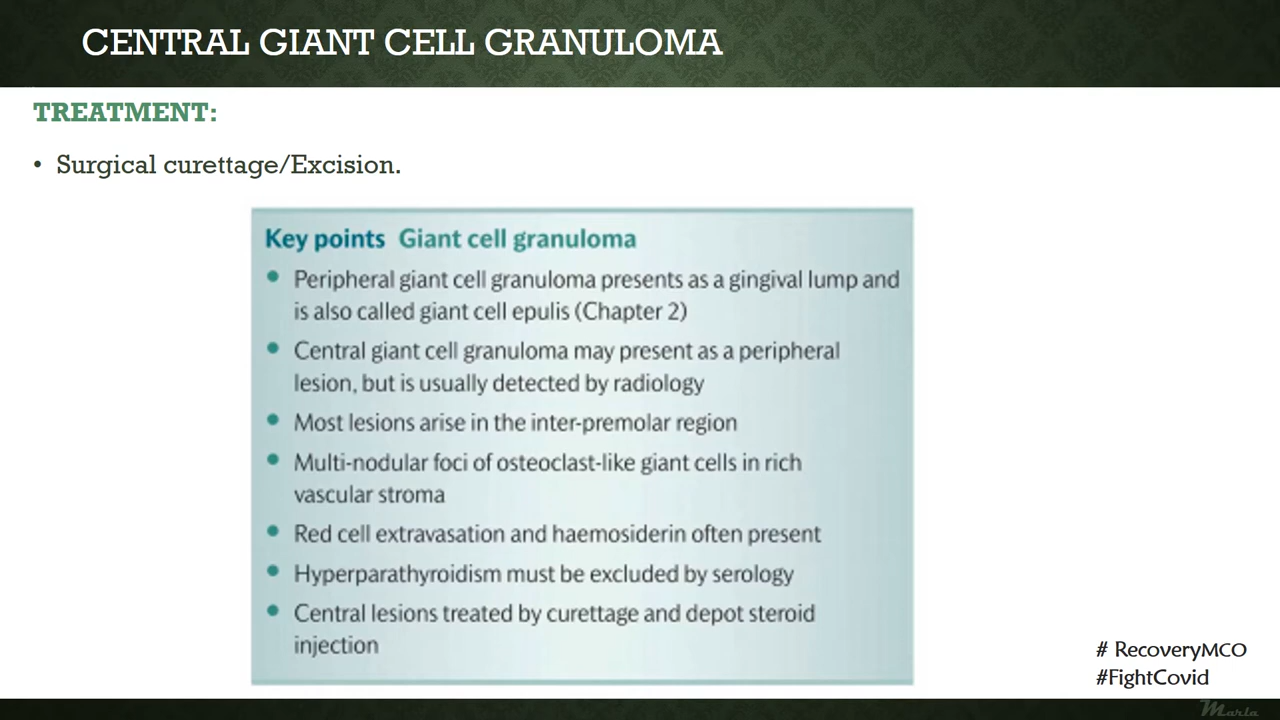 CENTRAL GIANT CELL GRANULOMA
TREATMENT:
• Surgical curettage/Excision.
Key points Giant cell granuloma
• Peripheral giant cell granuloma presents as a gingival lump and
is also called giant cell epulis (Chapter 2)
• Central giant cell granuloma may present as a peripheral
lesion, but is usually detected by radiology
• Most lesions arise in the inter-premolar region
• Multi-nodular foci of osteoclast-like giant cells in rich
vascular stroma
• Red cell extravasation and haemosiderin often present
• Hyperparathyroidism must be excluded by serology
• Central lesions treated by curettage and depot steroid
injection
# RecoveryMCO
#FightCovid
Marla